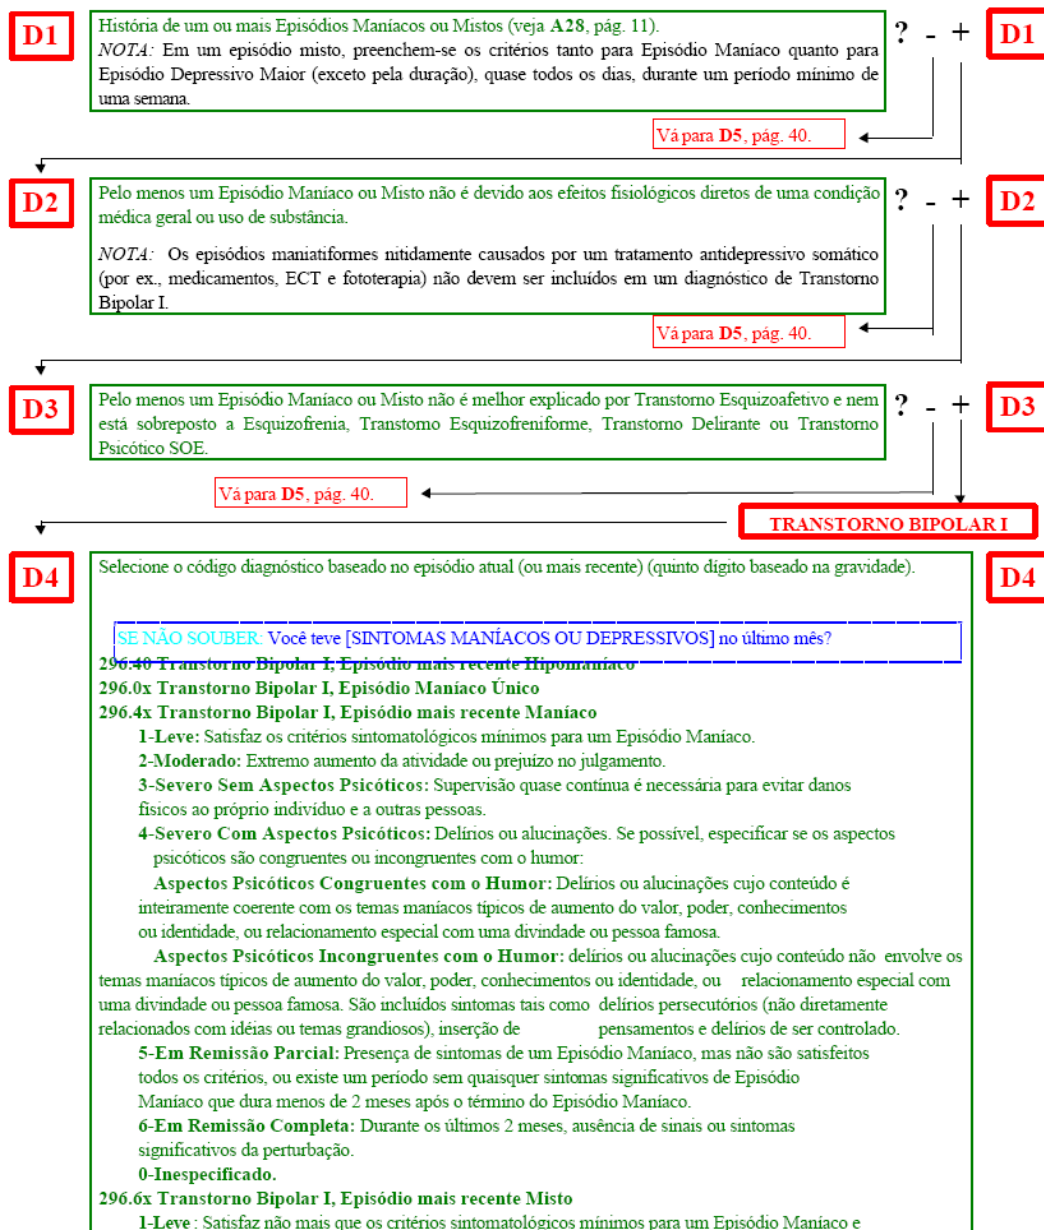 D1
História de um ou mais Episódios Maníacos ou Mistos (veja A28, pág. 11).
NOTA: Em um episódio misto, preenchem-se os critérios tanto para Episódio Maníaco quanto para
Episódio Depressivo Maior (exceto pela duração), quase todos os dias, durante um período mínimo de
uma semana.
? - +
D1
Vá para D5, pág. 40.
D2
Pelo menos um Episódio Maníaco ou Misto não é devido aos efeitos fisiológicos diretos de uma condição
médica geral ou uso de substância.
NOTA: Os episódios maniatiformes nitidamente causados por um tratamento antidepressivo somático
(por ex., medicamentos, ECT e fototerapia) não devem ser incluídos em um diagnóstico de Transtorno
Bipolar I.
? - +
D2
Vá para D5, pág. 40.
D3
Pelo menos um Episódio Maníaco ou Misto não é melhor explicado por Transtorno Esquizoafetivo e nem
está sobreposto a Esquizofrenia, Transtorno Esquizofreniforme, Transtorno Delirante ou Transtorno
Psicótico SOE.
? - +
D3
Vá para D5, pág. 40.
TRANSTORNO BIPOLAR I
D4
Selecione o código diagnóstico baseado no episódio atual (ou mais recente) (quinto dígito baseado na gravidade).
D4
SE NÃO SOUBER: Você teve [SINTOMAS MANÍACOS OU DEPRESSIVOS] no último mês?
296.40 Transtorno Bipolar I, Episódio mais recente Hipomaníaco
296.0x Transtorno Bipolar I, Episódio Maníaco Único
296.4x Transtorno Bipolar I, Episódio mais recente Maníaco
1-Leve: Satisfaz os critérios sintomatológicos mínimos para um Episódio Maníaco.
2-Moderado: Extremo aumento da atividade ou prejuízo no julgamento.
3-Severo Sem Aspectos Psicóticos: Supervisão quase contínua é necessária para evitar danos
físicos ao próprio indivíduo e a outras pessoas.
4-Severo Com Aspectos Psicóticos: Delírios ou alucinações. Se possível, especificar se os aspectos
psicóticos são congruentes ou incongruentes com o humor:
Aspectos Psicóticos Congruentes com o Humor: Delírios ou alucinações cujo conteúdo é
inteiramente coerente com os temas maníacos típicos de aumento do valor, poder, conhecimentos
ou identidade, ou relacionamento especial com uma divindade ou pessoa famosa.
Aspectos Psicóticos Incongruentes com o Humor: delírios ou alucinações cujo conteúdo não envolve os
temas maníacos típicos de aumento do valor, poder, conhecimentos ou identidade, ou relacionamento especial com
uma divindade ou pessoa famosa. São incluídos sintomas tais como delírios persecutórios (não diretamente
relacionados com idéias ou temas grandiosos), inserção de pensamentos e delírios de ser controlado.
5-Em Remissão Parcial: Presença de sintomas de um Episódio Maníaco, mas não são satisfeitos
todos os critérios, ou existe um período sem quaisquer sintomas significativos de Episódio
Maníaco que dura menos de 2 meses após o término do Episódio Maníaco.
6-Em Remissão Completa: Durante os últimos 2 meses, ausência de sinais ou sintomas
significativos da perturbação.
0-Inespecificado.
296.6x Transtorno Bipolar I, Episódio mais recente Misto
1-Leve : Satisfaz não mais que os critérios sintomatológicos mínimos para um Episódio Maníaco e